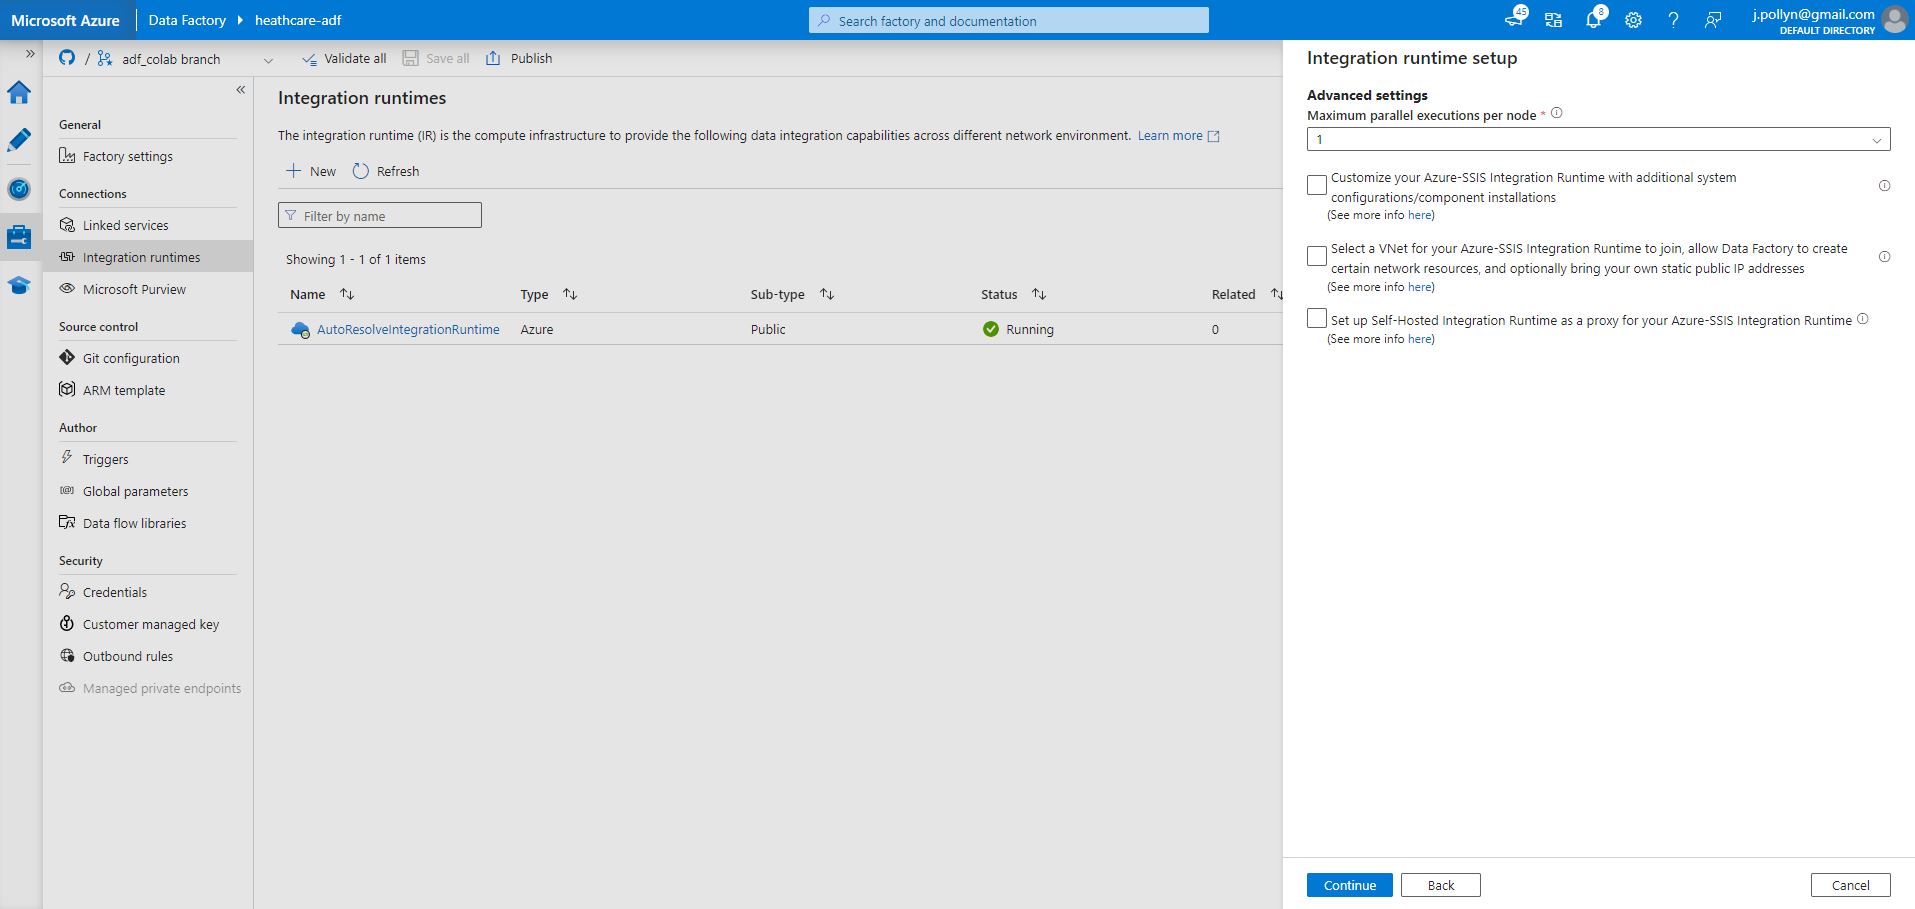 Microsoft Azure
Data Factory
heathcare-adf
Search factory and documentation
45
8
j.pollyn@gmail.com
DEFAULT DIRECTORY
/ adf_colab branch
Validate all
Save all
Publish
General
Factory settings
Connections
Linked services
Integration runtimes
Microsoft Purview
Source control
Git configuration
ARM template
Author
Triggers
Global parameters
Data flow libraries
Security
Credentials
Customer managed key
Outbound rules
Managed private endpoints
Integration runtimes
The integration runtime (IR) is the compute infrastructure to provide the following data integration capabilities across different network environment. Learn more
New
Refresh
Filter by name
Showing 1 - 1 of 1 items
Name Type Sub-type Status Related
AutoResolveIntegrationRuntime Azure Public Running 0
Integration runtime setup
Advanced settings
Maximum parallel executions per node *
1
Customize your Azure-SSIS Integration Runtime with additional system
configurations/component installations
(See more info here)
Select a VNet for your Azure-SSIS Integration Runtime to join, allow Data Factory to create
certain network resources, and optionally bring your own static public IP addresses
(See more info here)
Set up Self-Hosted Integration Runtime as a proxy for your Azure-SSIS Integration Runtime
(See more info here)
Continue
Back
Cancel